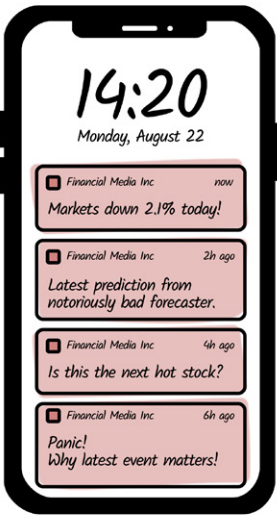 14:20
Monday, August 22
Financial Media Inc now
Markets down 2.1% today!
Financial Media Inc 2h ago
Latest prediction from
notoriously bad forecaster.
Financial Media Inc 4h ago
Is this the next hot stock?
Financial Media Inc 6h ago
Panic!
Why latest event matters!